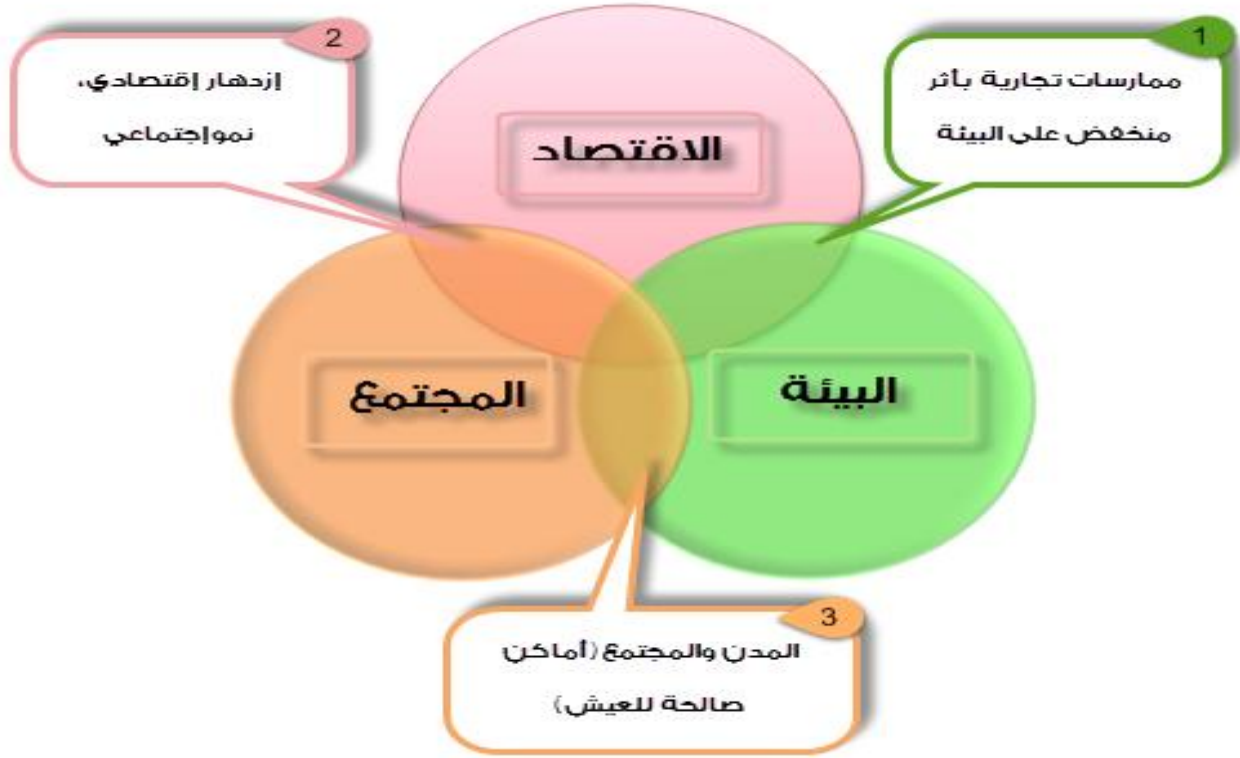 1
ممارسات تجارية بأثر
منخفض على البيئة
2
إزدهار إقتصادي،
نمو إجتماعي
الاقتصاد
البيئة
المجتمع
3
المدن والمجتمع (أماكن
صالحة للعيش)